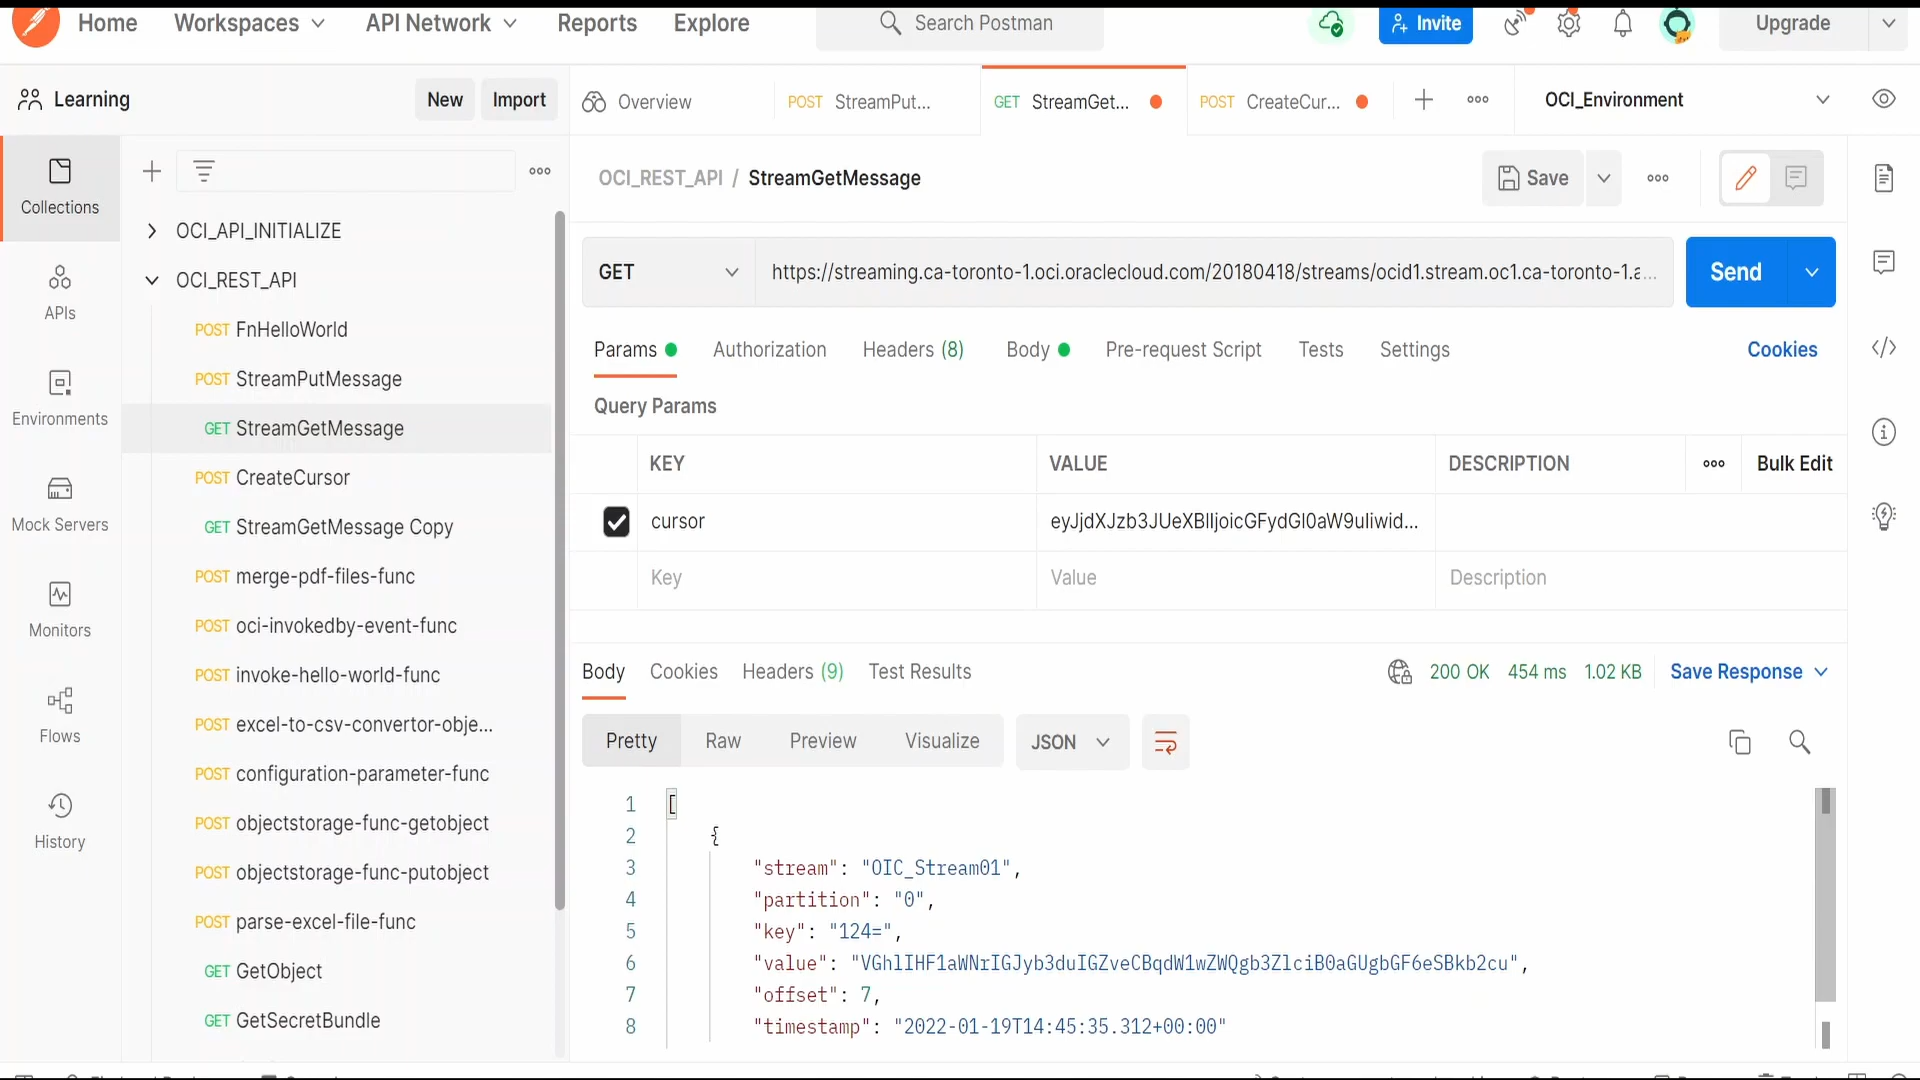 Home Workspaces API Network Reports Explore Search Postman Invite Upgrade
Learning New Import
Overview POST StreamPut... GET StreamGet... POST CreateCur... OCI_Environment
Collections
APIs
Environments
Mock Servers
Monitors
Flows
History
OCI_API_INITIALIZE
OCI_REST_API
POST FnHelloWorld
POST StreamPutMessage
GET StreamGetMessage
POST CreateCursor
GET StreamGetMessage Copy
POST merge-pdf-files-func
POST oci-invokedby-event-func
POST invoke-hello-world-func
POST excel-to-csv-convertor-obje...
POST configuration-parameter-func
POST objectstorage-func-getobject
POST objectstorage-func-putobject
POST parse-excel-file-func
GET GetObject
GET GetSecretBundle
OCI_REST_API / StreamGetMessage Save
GET https://streaming.ca-toronto-1.oci.oraclecloud.com/20180418/streams/ocid1.stream.oc1.ca-toronto-1.a... Send
Params Authorization Headers (8) Body Pre-request Script Tests Settings Cookies
Query Params
KEY VALUE DESCRIPTION Bulk Edit
cursor eyJjdXJzb3JUeXBlIjoicGFydGl0aW9uIiwid...
Key Value Description
Body Cookies Headers (9) Test Results 200 OK 454 ms 1.02 KB Save Response
Pretty Raw Preview Visualize JSON
1 [
2 {
3 "stream": "OIC_Stream01",
4 "partition": "0",
5 "key": "124=",
6 "value": "VGhlIHF1aWNrIGJyb3duIGZveCBqdW1wZWQgb3ZlciB0aGUgbGF6eSBkb2cu",
7 "offset": 7,
8 "timestamp": "2022-01-19T14:45:35.312+00:00"